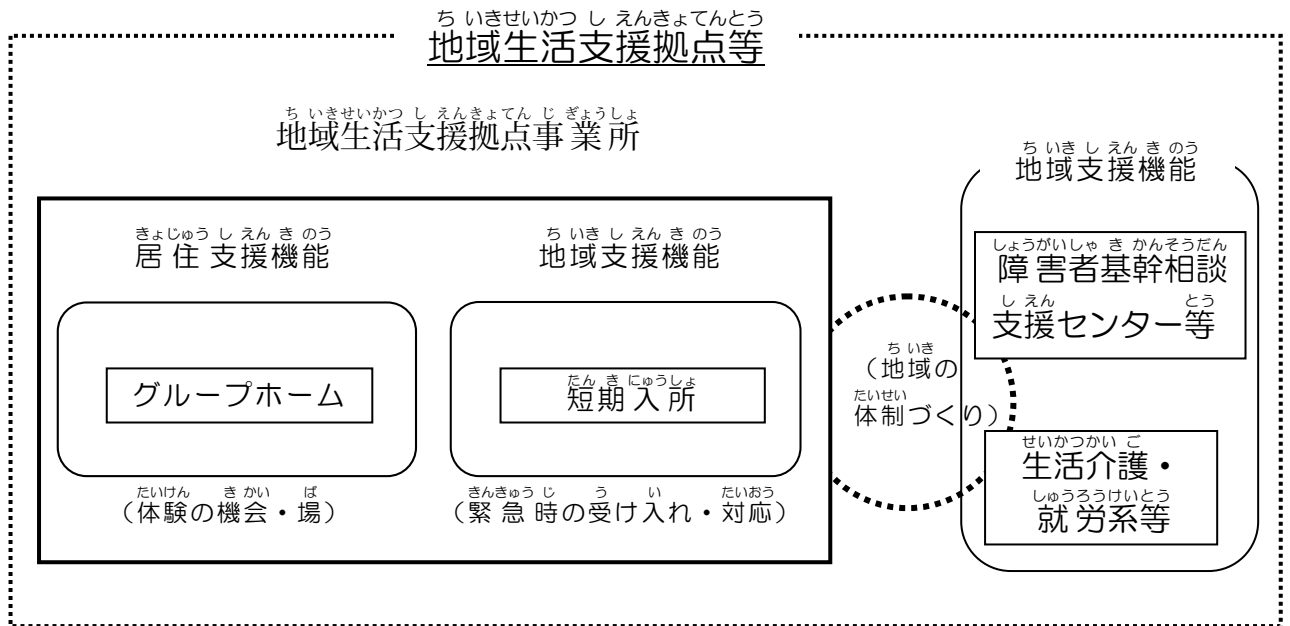 ちいきせいかつしえんきょてんとう
地域生活支援拠点等
ちいきせいかつしえんきょてんじぎょうしょ
地域生活支援拠点事業所
きょじゅうしえんきのう
居住支援機能
グループホーム
たいけん きかい ば
(体験の機会・場)
ちいきしえんきのう
地域支援機能
たんきにゅうしょ
短期入所
きんきゅうじ う い たいおう
(緊急時の受け入れ・対応)
ちいき
(地域の
たいせい
体制づくり)
ちいきしえんきのう
地域支援機能
しょうがいしゃきかんそうだん
障害者基幹相談
しえん とう
支援センター等
せいかつかいご
生活介護・
しゅうろうけいとう
就労系等